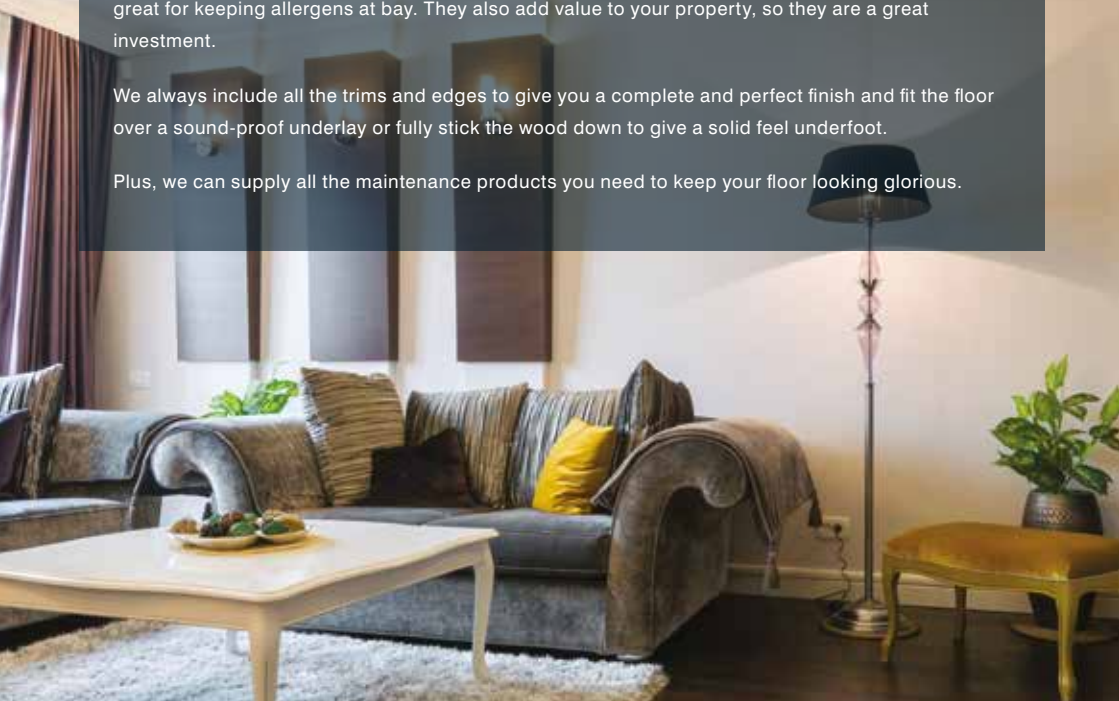 great for keeping allergens at bay. They also add value to your property, so they are a great
investment.
We always include all the trims and edges to give you a complete and perfect finish and fit the floor
over a sound-proof underlay or fully stick the wood down to give a solid feel underfoot.
Plus, we can supply all the maintenance products you need to keep your floor looking glorious.